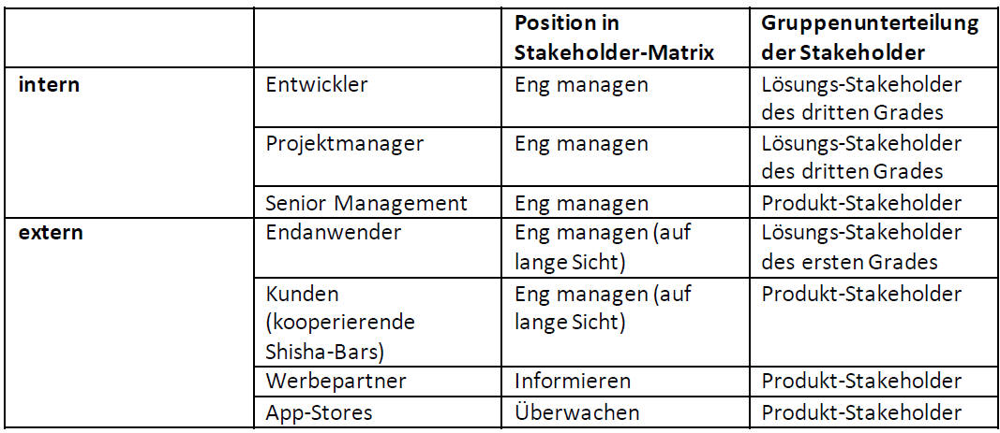 Position in Stakeholder-Matrix Gruppenunterteilung der Stakeholder
intern Entwickler Eng managen Lösungs-Stakeholder des dritten Grades
Projektmanager Eng managen Lösungs-Stakeholder des dritten Grades
Senior Management Eng managen Produkt-Stakeholder
extern Endanwender Eng managen (auf lange Sicht) Lösungs-Stakeholder des ersten Grades
Kunden (kooperierende Shisha-Bars) Eng managen (auf lange Sicht) Produkt-Stakeholder
Werbepartner Informieren Produkt-Stakeholder
App-Stores Überwachen Produkt-Stakeholder